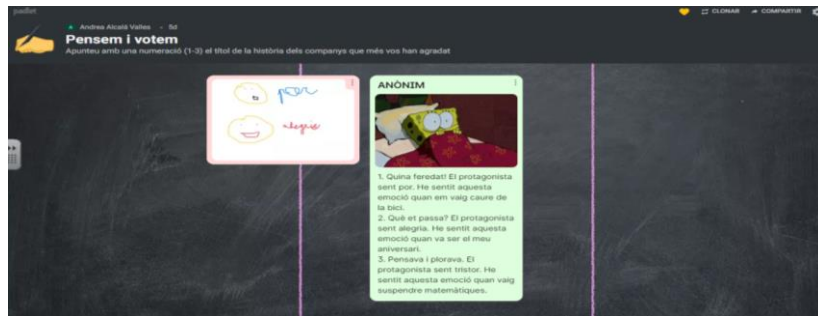 padlet
Andrea Alcalá Valles • 5d
Pensem i votem
Apunteu amb una numeració (1-3) el títol de la història dels companys que més vos han agradat
CLONAR
COMPARTIR
por
alegria
ANÒNIM
1. Quina feredat! El protagonista
sent por. He sentit aquesta
emoció quan em vaig caure de
la bici.
2. Què et passa? El protagonista
sent alegria. He sentit aquesta
emoció quan va ser el meu
aniversari.
3. Pensava i plorava. El
protagonista sent tristor. He
sentit aquesta emoció quan vaig
suspendre matemàtiques.